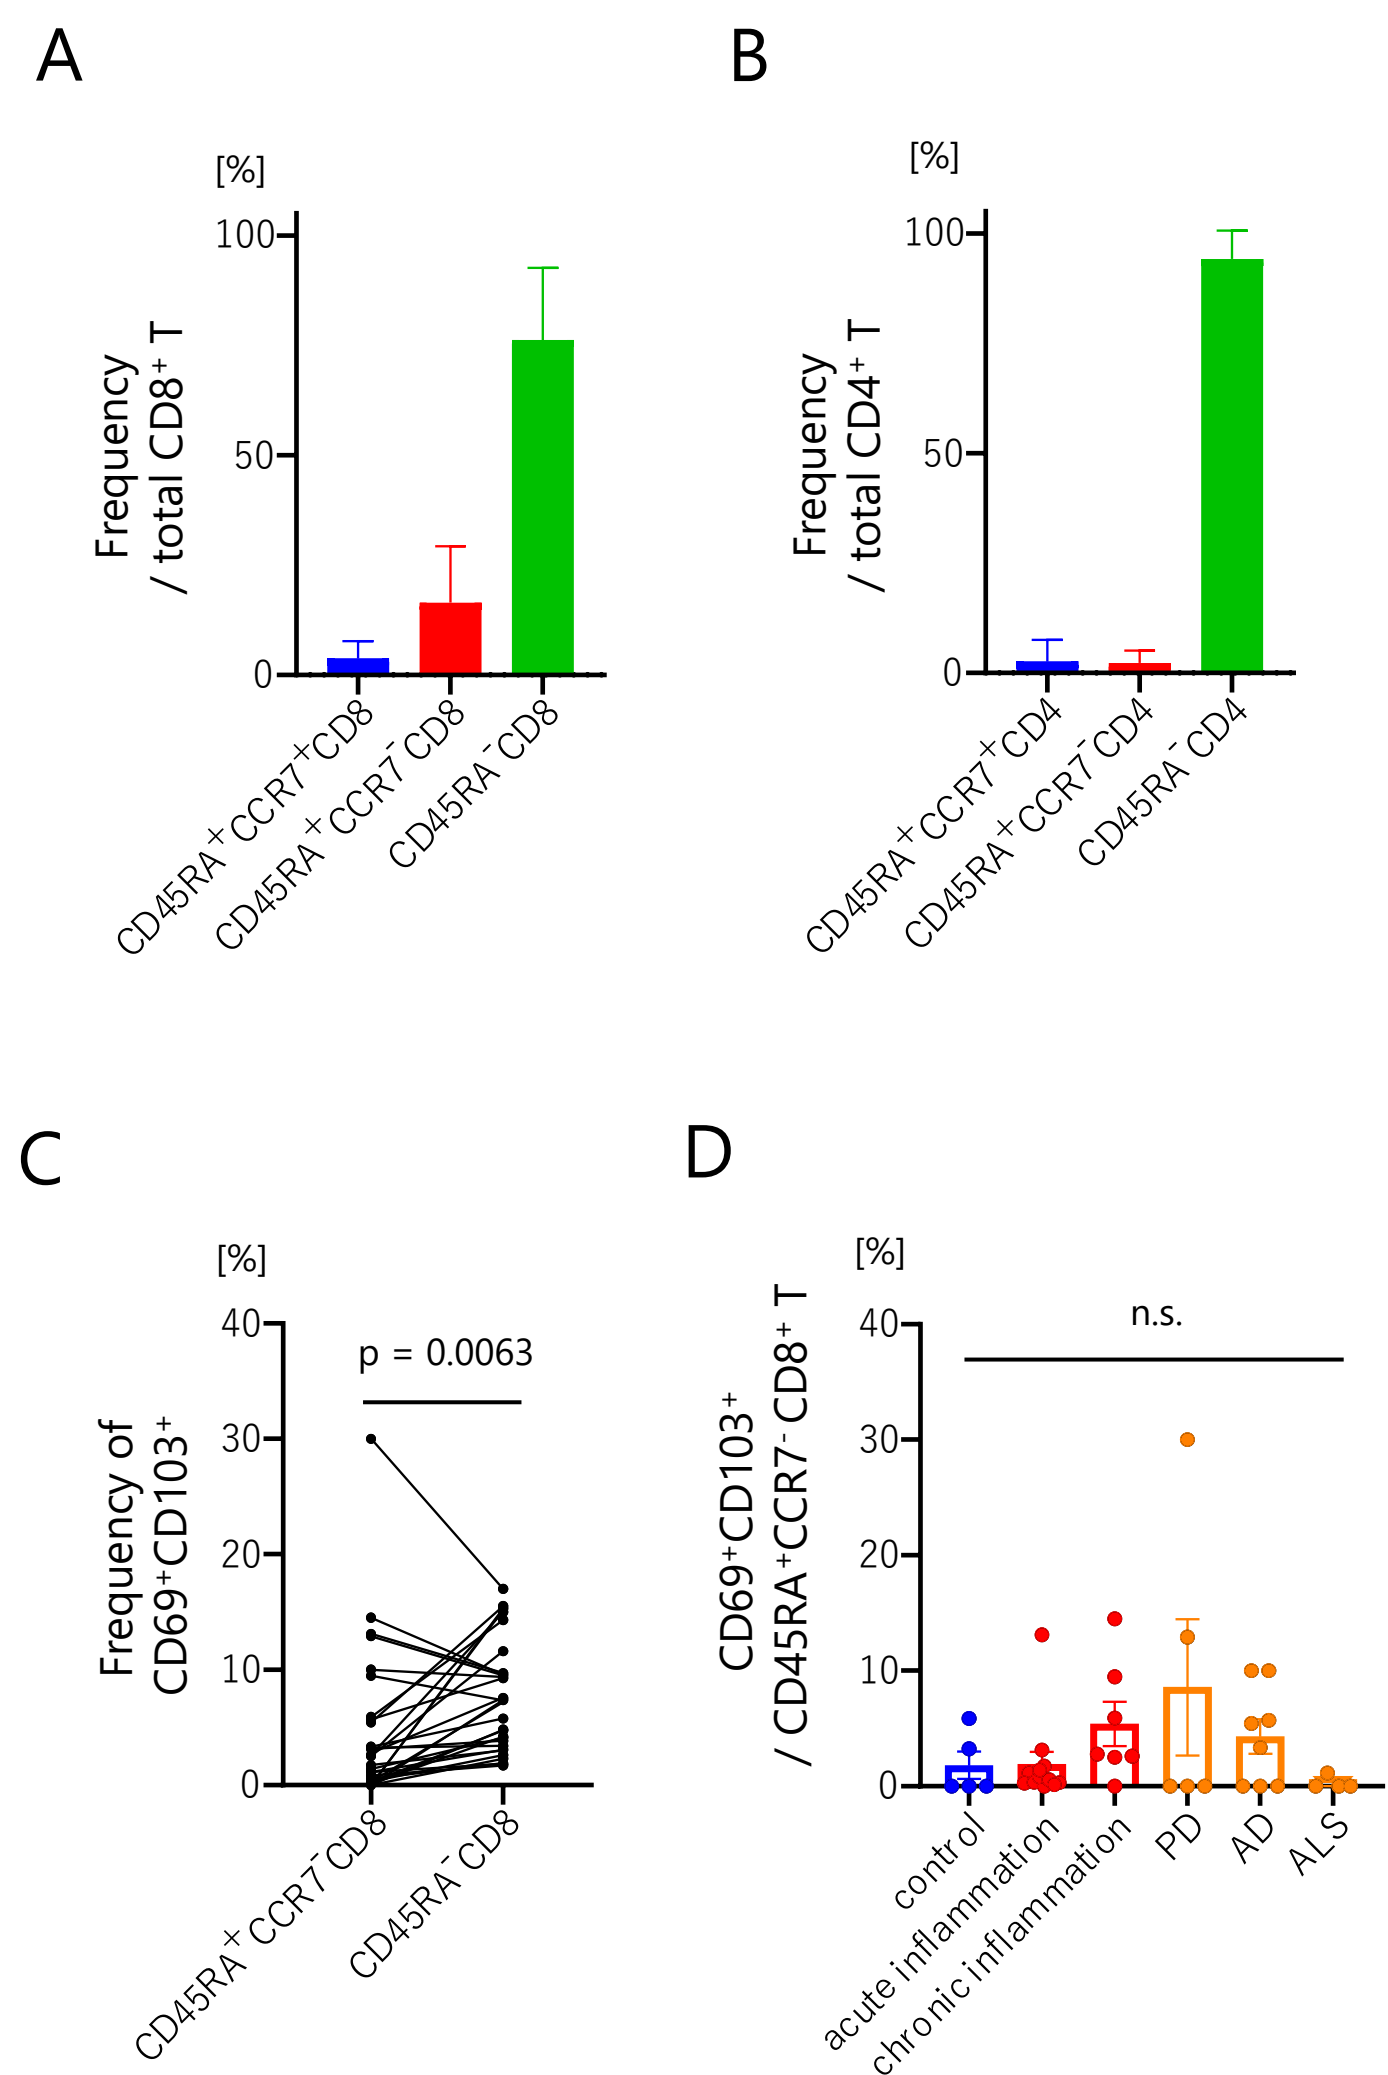 A
[%]
Frequency
/ total CD8⁺ T
100
50
0
CD45RA⁺CCR7⁺CD8
CD45RA⁺CCR7⁻CD8
CD45RA⁻CD8
B
[%]
Frequency
/ total CD4⁺ T
100
50
0
CD45RA⁺CCR7⁺CD4
CD45RA⁺CCR7⁻CD4
CD45RA⁻CD4
C
[%]
Frequency of
CD69⁺CD103⁺
40
30
20
10
0
p = 0.0063
CD45RA⁺CCR7⁻CD8
CD45RA⁻CD8
D
[%]
CD69⁺CD103⁺
/ CD45RA⁺CCR7⁻ CD8⁺ T
40
30
20
10
0
n.s.
control
acute inflammation
chronic inflammation
PD
AD
ALS